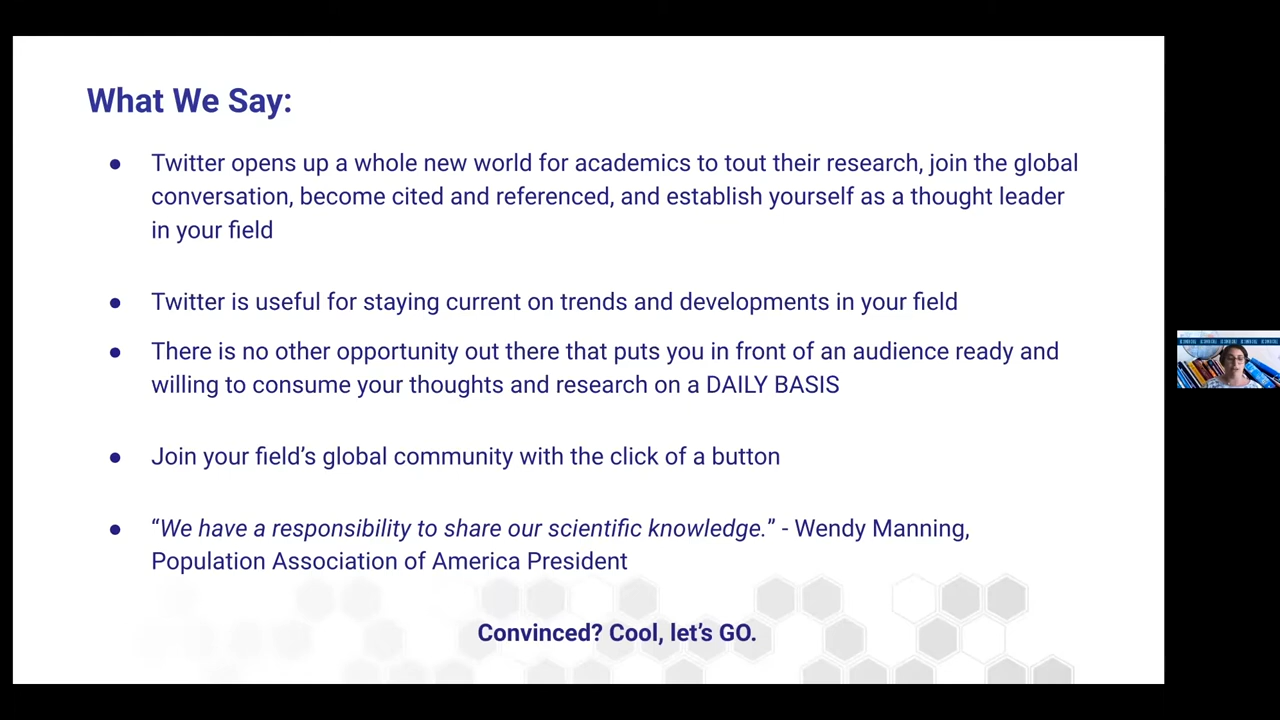 What We Say:
● Twitter opens up a whole new world for academics to tout their research, join the global
conversation, become cited and referenced, and establish yourself as a thought leader
in your field
● Twitter is useful for staying current on trends and developments in your field
● There is no other opportunity out there that puts you in front of an audience ready and
willing to consume your thoughts and research on a DAILY BASIS
● Join your field’s global community with the click of a button
● “We have a responsibility to share our scientific knowledge.” - Wendy Manning,
Population Association of America President
Convinced? Cool, let’s GO.